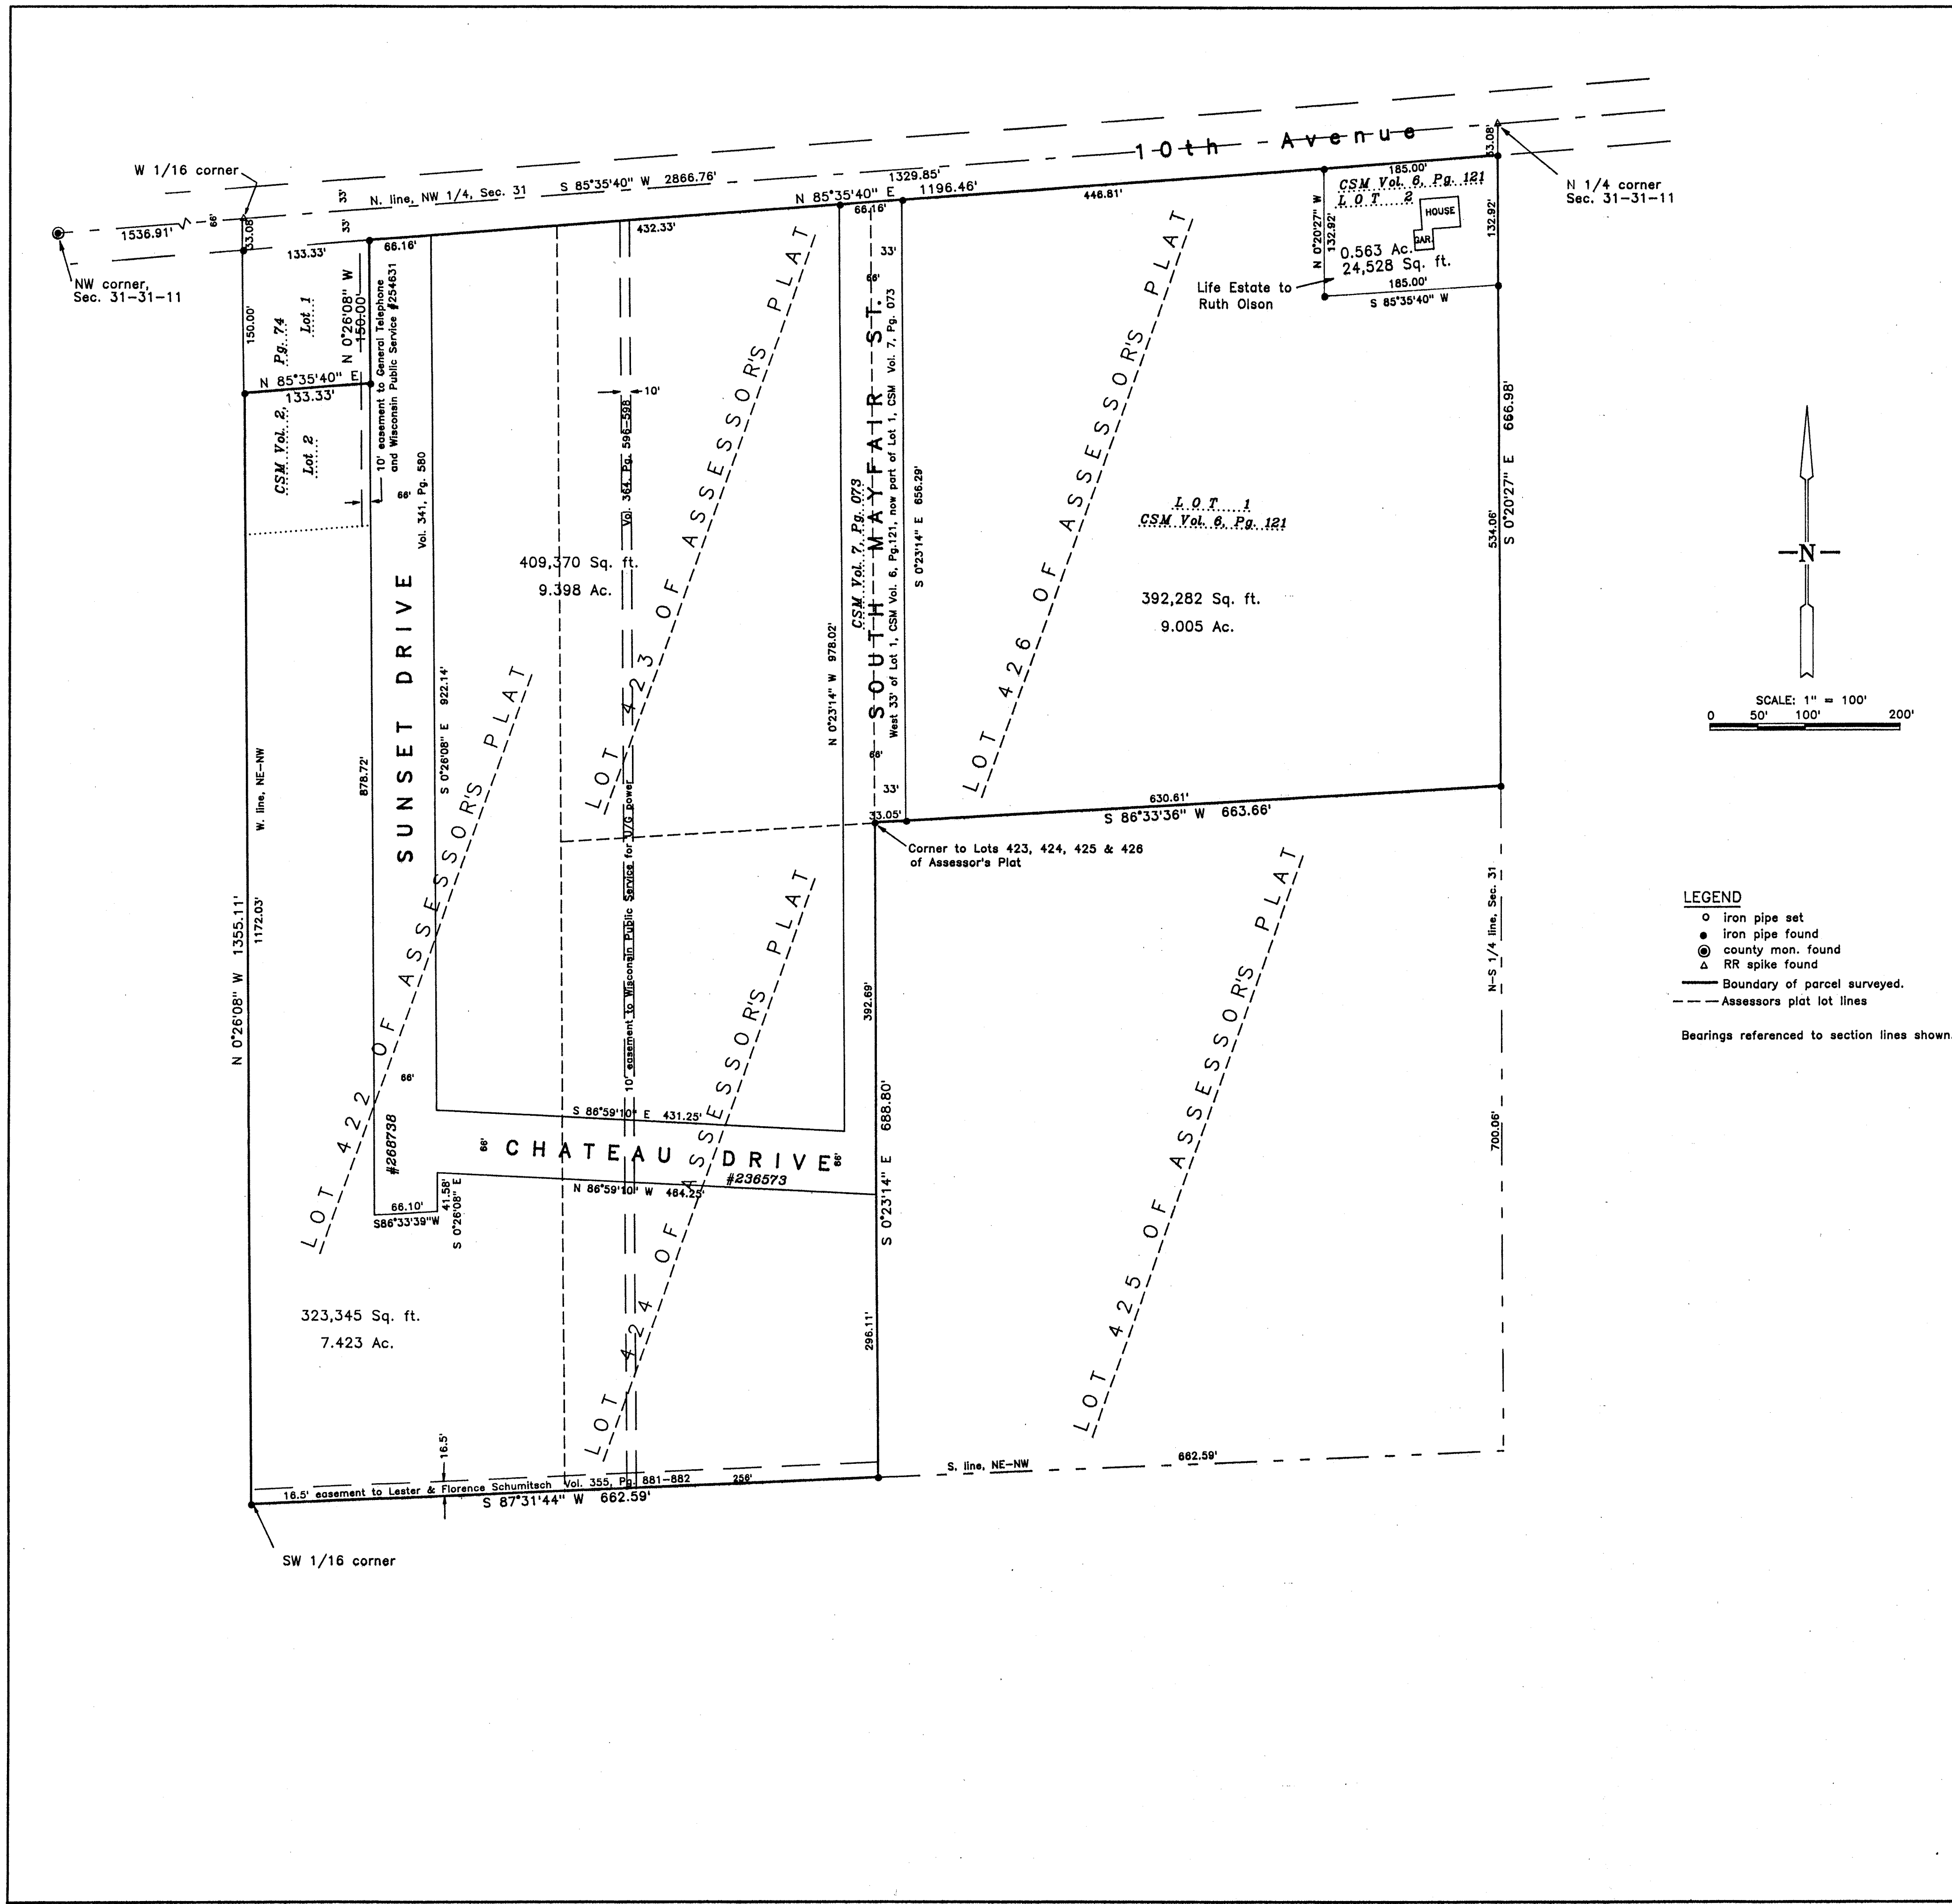 10th Avenue
W 1/16 corner
N. line, NW 1/4, Sec. 31
S 85°35'40" W 2866.76'
1329.85'
N 85°35'40" E 1196.46'
446.81'
185.00'
33.08'
N 1/4 corner
Sec. 31-31-11
CSM Vol. 6, Pg. 121
LOT 2
HOUSE
GAR.
0.563 Ac.
24,528 Sq. ft.
N 0°20'27" W
132.92'
132.92'
185.00'
S 85°35'40" W
Life Estate to
Ruth Olson
1536.91'
66'
33.08'
33'
33'
133.33'
66.16'
432.33'
66.16'
NW corner,
Sec. 31-31-11
150.00'
Pg. 74
Lot 1
N 0°26'08" W
150.00'
N 85°35'40" E
133.33'
CSM Vol. 2,
Lot 2
10' easement to General Telephone
and Wisconsin Public Service #254631
66'
Vol. 341, Pg. 580
10'
Vol. 364, Pg. 596-598
409,370 Sq. ft.
9.398 Ac.
LOT 423 OF ASSESSOR'S PLAT
33'
66'
SOUTH MAYFAIR ST.
CSM Vol. 7, Pg. 073
West 33' of Lot 1, CSM Vol. 6, Pg.121, now part of Lot 1, CSM Vol. 7, Pg. 073
S 0°23'14" E 656.29'
N 0°23'14" W 978.02'
66'
33'
33.05'
LOT 426 OF ASSESSOR'S PLAT
LOT 1
CSM Vol. 6, Pg. 121
392,282 Sq. ft.
9.005 Ac.
534.06'
S 0°20'27" E 666.98'
630.61'
S 86°33'36" W 663.66'
Corner to Lots 423, 424, 425 & 426
of Assessor's Plat
SUNSET DRIVE
878.72'
S 0°26'08" E 922.14'
W. line, NE-NW
N 0°26'08" W 1355.11'
1172.03'
LOT 422 OF ASSESSOR'S PLAT
66'
#268738
10' easement to Wisconsin Public Service for U/G power
S 86°59'10" E 431.25'
66'
CHATEAU DRIVE
66'
#236573
N 86°59'10" W 464.25'
66.10'
S86°33'39"W
41.58'
S 0°26'08" E
392.69'
S 0°23'14" E 688.80'
296.11'
LOT 424 OF ASSESSOR'S PLAT
LOT 425 OF ASSESSOR'S PLAT
N-S 1/4 line, Sec. 31
700.06'
323,345 Sq. ft.
7.423 Ac.
16.5'
16.5' easement to Lester & Florence Schumitsch Vol. 355, Pg. 881-882
256'
S 87°31'44" W 662.59'
S. line, NE-NW
662.59'
SW 1/16 corner
N
SCALE: 1" = 100'
0 50' 100' 200'
LEGEND
iron pipe set
iron pipe found
county mon. found
RR spike found
Boundary of parcel surveyed.
Assessors plat lot lines
Bearings referenced to section lines shown.